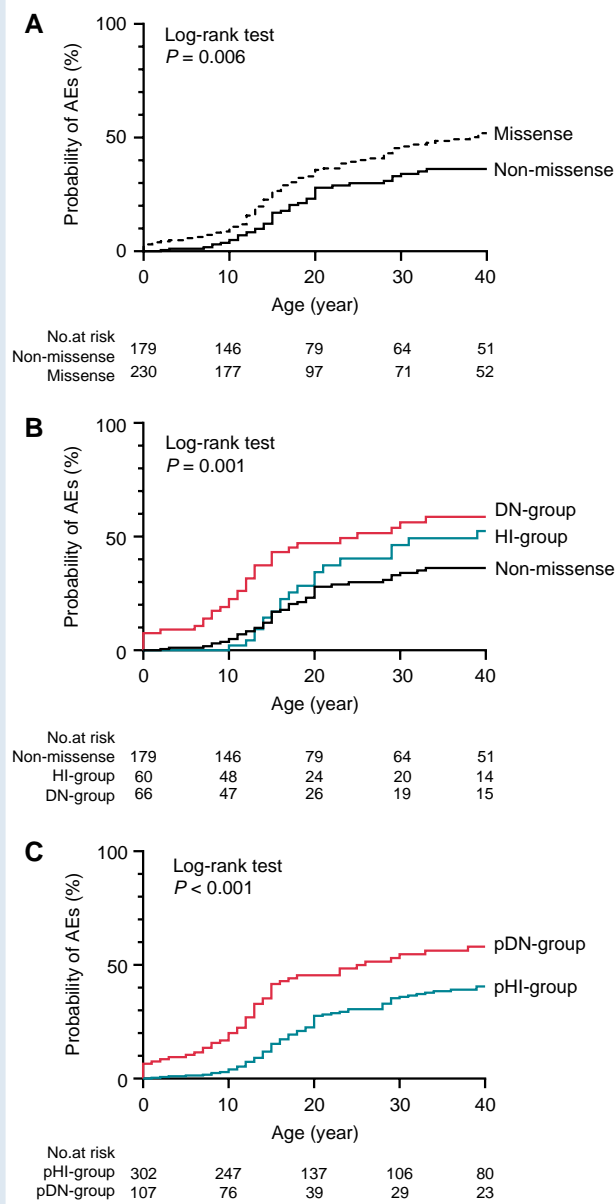 A
Log-rank test
P = 0.006
Probability of AEs (%)
100
50
0
Missense
Non-missense
0 10 20 30 40
Age (year)
No.at risk
Non-missense 179 146 79 64 51
Missense 230 177 97 71 52
B
Log-rank test
P = 0.001
Probability of AEs (%)
100
50
0
DN-group
HI-group
Non-missense
0 10 20 30 40
Age (year)
No.at risk
Non-missense 179 146 79 64 51
HI-group 60 48 24 20 14
DN-group 66 47 26 19 15
C
Log-rank test
P < 0.001
Probability of AEs (%)
100
50
0
pDN-group
pHI-group
0 10 20 30 40
Age (year)
No.at risk
pHI-group 302 247 137 106 80
pDN-group 107 76 39 29 23